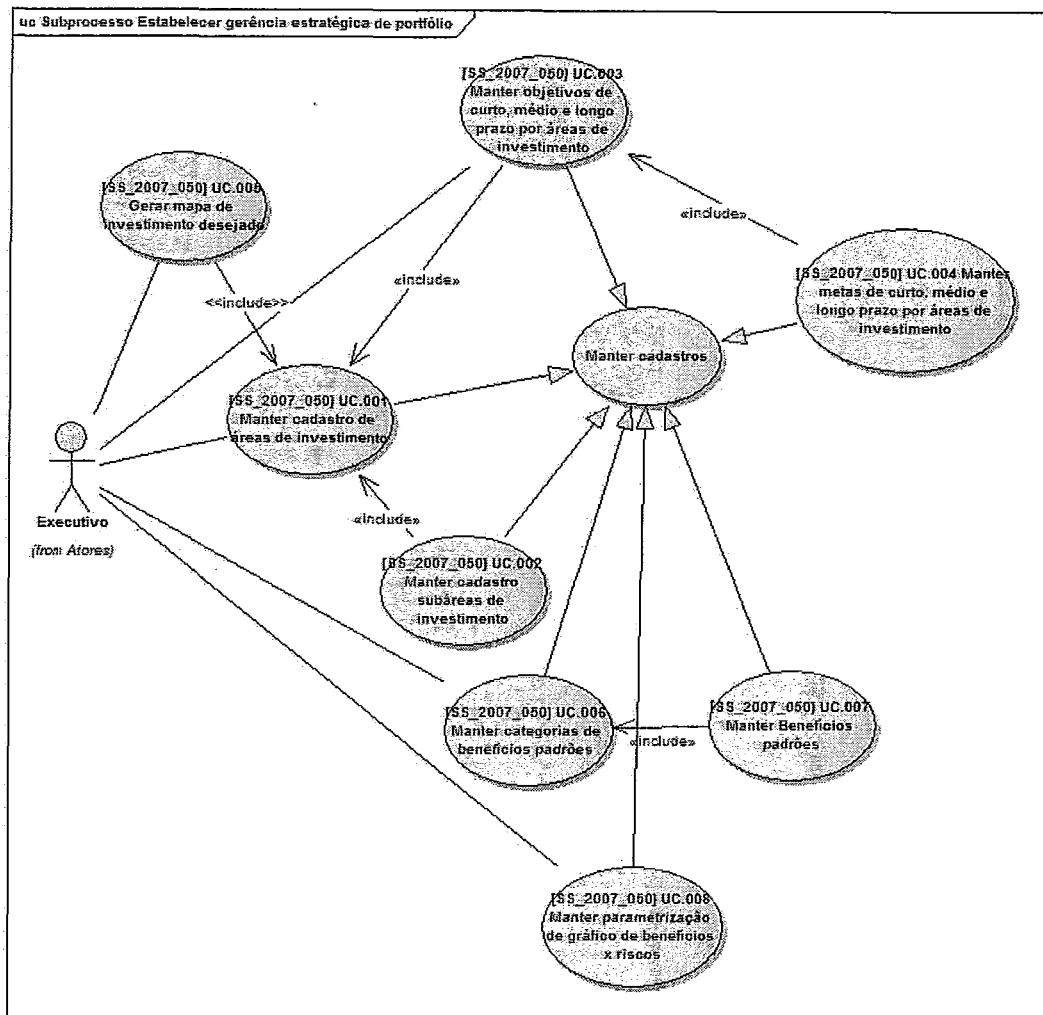 uc Subprocesso Estabelecer gerência estratégica de portfólio
[SS_2007_050] UC.003
Manter objetivos de
curto, médio e longo
prazo por áreas de
investimento
[SS_2007_050] UC.005
Gerar mapa de
investimento desejado
«include»
[SS_2007_050] UC.004 Manter
metas de curto, médio e
longo prazo por áreas de
investimento
«include»
<<include>>
Manter cadastros
[SS_2007_050] UC.001
Manter cadastro de
áreas de investimento
Executivo
(from Atores)
«include»
[SS_2007_050] UC.002
Manter cadastro
subáreas de
investimento
[SS_2007_050] UC.006
Manter categorias de
benefícios padrões
«include»
[SS_2007_050] UC.007
Manter Benefícios
padrões
[SS_2007_050] UC.008
Manter parametrização
de gráfico de benefícios
x riscos